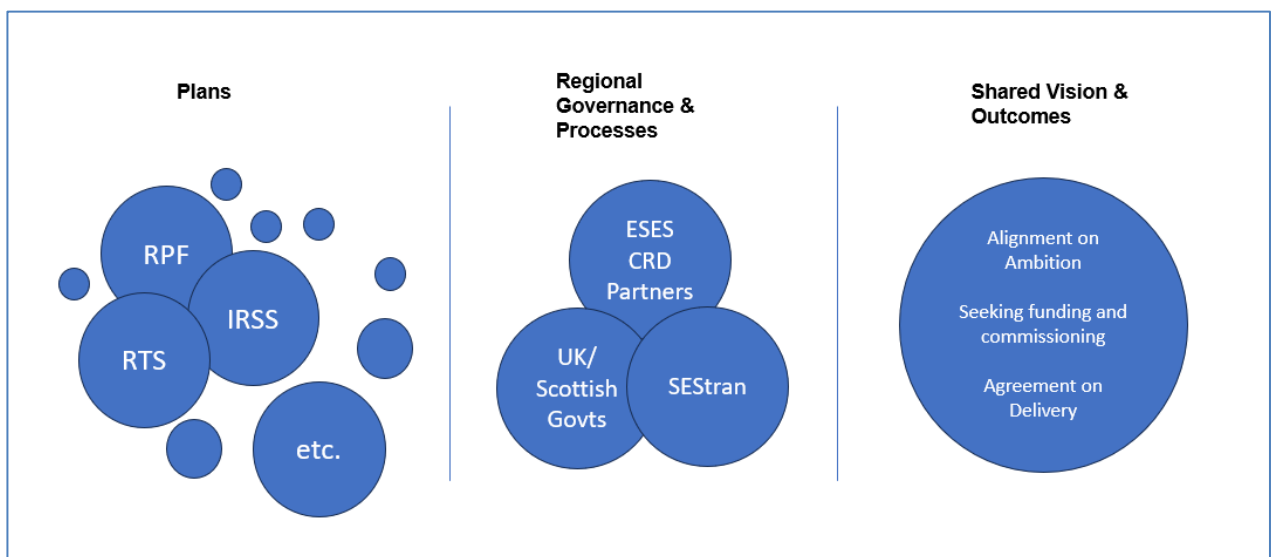 Plans
RPF
IRSS
RTS
etc.
Regional
Governance &
Processes
ESES
CRD
Partners
UK/
Scottish
Govts
SEStran
Shared Vision &
Outcomes
Alignment on
Ambition
Seeking funding and
commissioning
Agreement on
Delivery